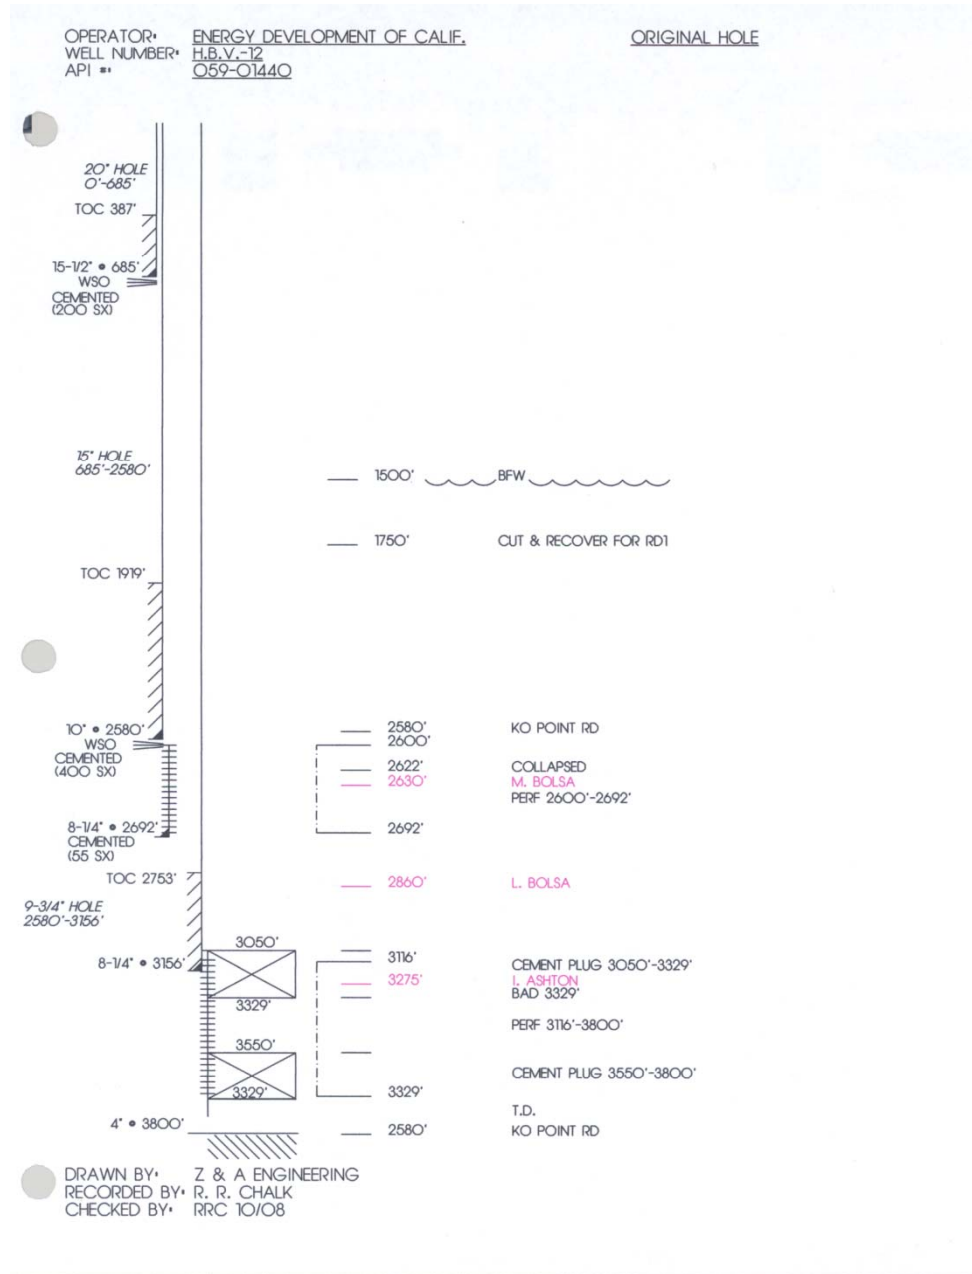 OPERATOR: ENERGY DEVELOPMENT OF CALIF. ORIGINAL HOLE
WELL NUMBER: H.B.V.-12
API #: 059-01440
20" HOLE
0'-685'
TOC 387'
15-1/2" @ 685'
WSO
CEMENTED
(200 SX)
15" HOLE
685'-2580'
1500' BFW
1750' CUT & RECOVER FOR RD1
TOC 1919'
10" @ 2580'
WSO
CEMENTED
(400 SX)
2580' KO POINT RD
2600'
2622' COLLAPSED
2630' M. BOLSA
PERF 2600'-2692'
8-1/4" @ 2692'
CEMENTED
(55 SX)
2692'
TOC 2753'
2860' L. BOLSA
9-3/4" HOLE
2580'-3156'
8-1/4" @ 3156'
3050'
3329'
3116' CEMENT PLUG 3050'-3329'
3275' I. ASHTON
BAD 3329'
PERF 3116'-3800'
3550'
3329'
CEMENT PLUG 3550'-3800'
3329'
T.D.
4" @ 3800'
2580' KO POINT RD
DRAWN BY: Z & A ENGINEERING
RECORDED BY: R. R. CHALK
CHECKED BY: RRC 10/08